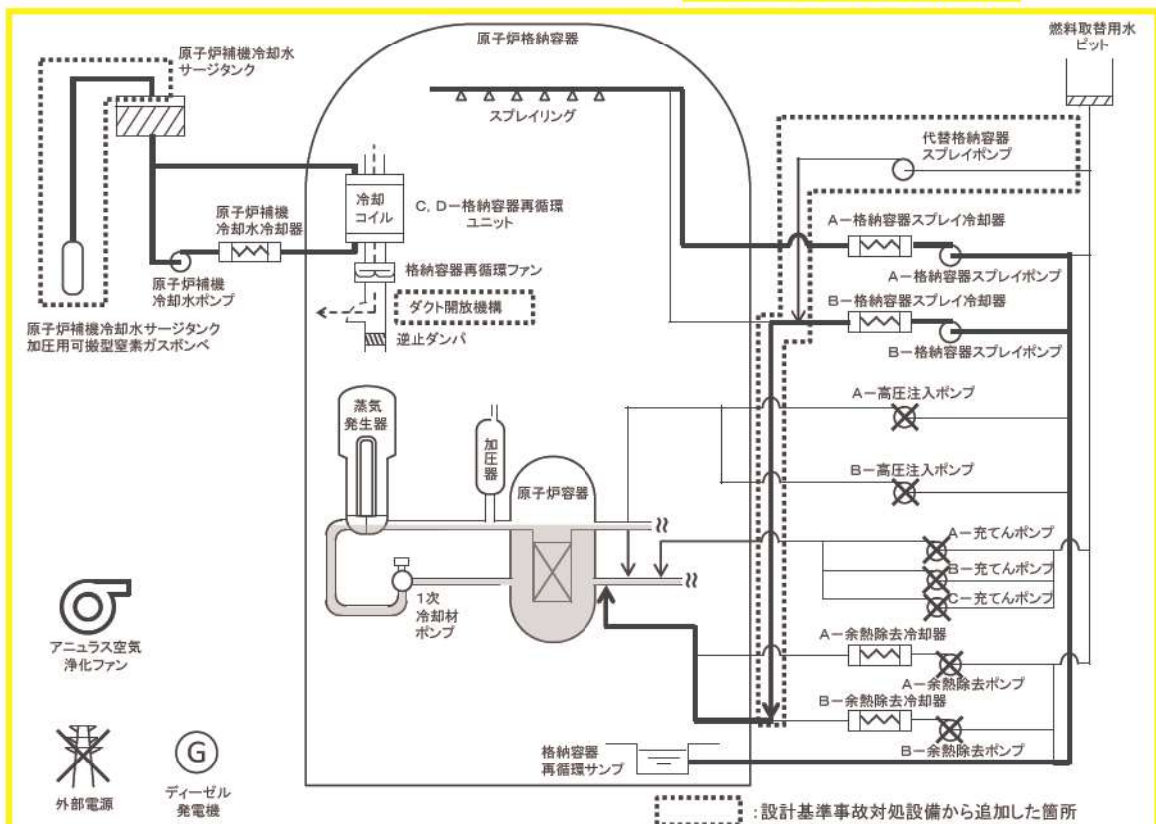 原子炉格納容器
燃料取替用水
ピット
原子炉補機冷却水
サージタンク
スプレイリング
代替格納容器
スプレイポンプ
冷却
コイル
C, D－格納容器再循環
ユニット
原子炉補機
冷却水冷却器
A－格納容器スプレイ冷却器
A－格納容器スプレイポンプ
格納容器再循環ファン
原子炉補機
冷却水ポンプ
ダクト開放機構
B－格納容器スプレイ冷却器
原子炉補機冷却水サージタンク
加圧用可搬型窒素ガスボンベ
逆止ダンパ
B－格納容器スプレイポンプ
蒸気
発生器
加圧器
A－高圧注入ポンプ
B－高圧注入ポンプ
原子炉容器
A－充てんポンプ
B－充てんポンプ
C－充てんポンプ
1次
冷却材
ポンプ
アニュラス空気
浄化ファン
A－余熱除去冷却器
A－余熱除去ポンプ
B－余熱除去冷却器
B－余熱除去ポンプ
格納容器
再循環サンプ
G
外部電源
ディーゼル
発電機
：設計基準事故対処設備から追加した箇所